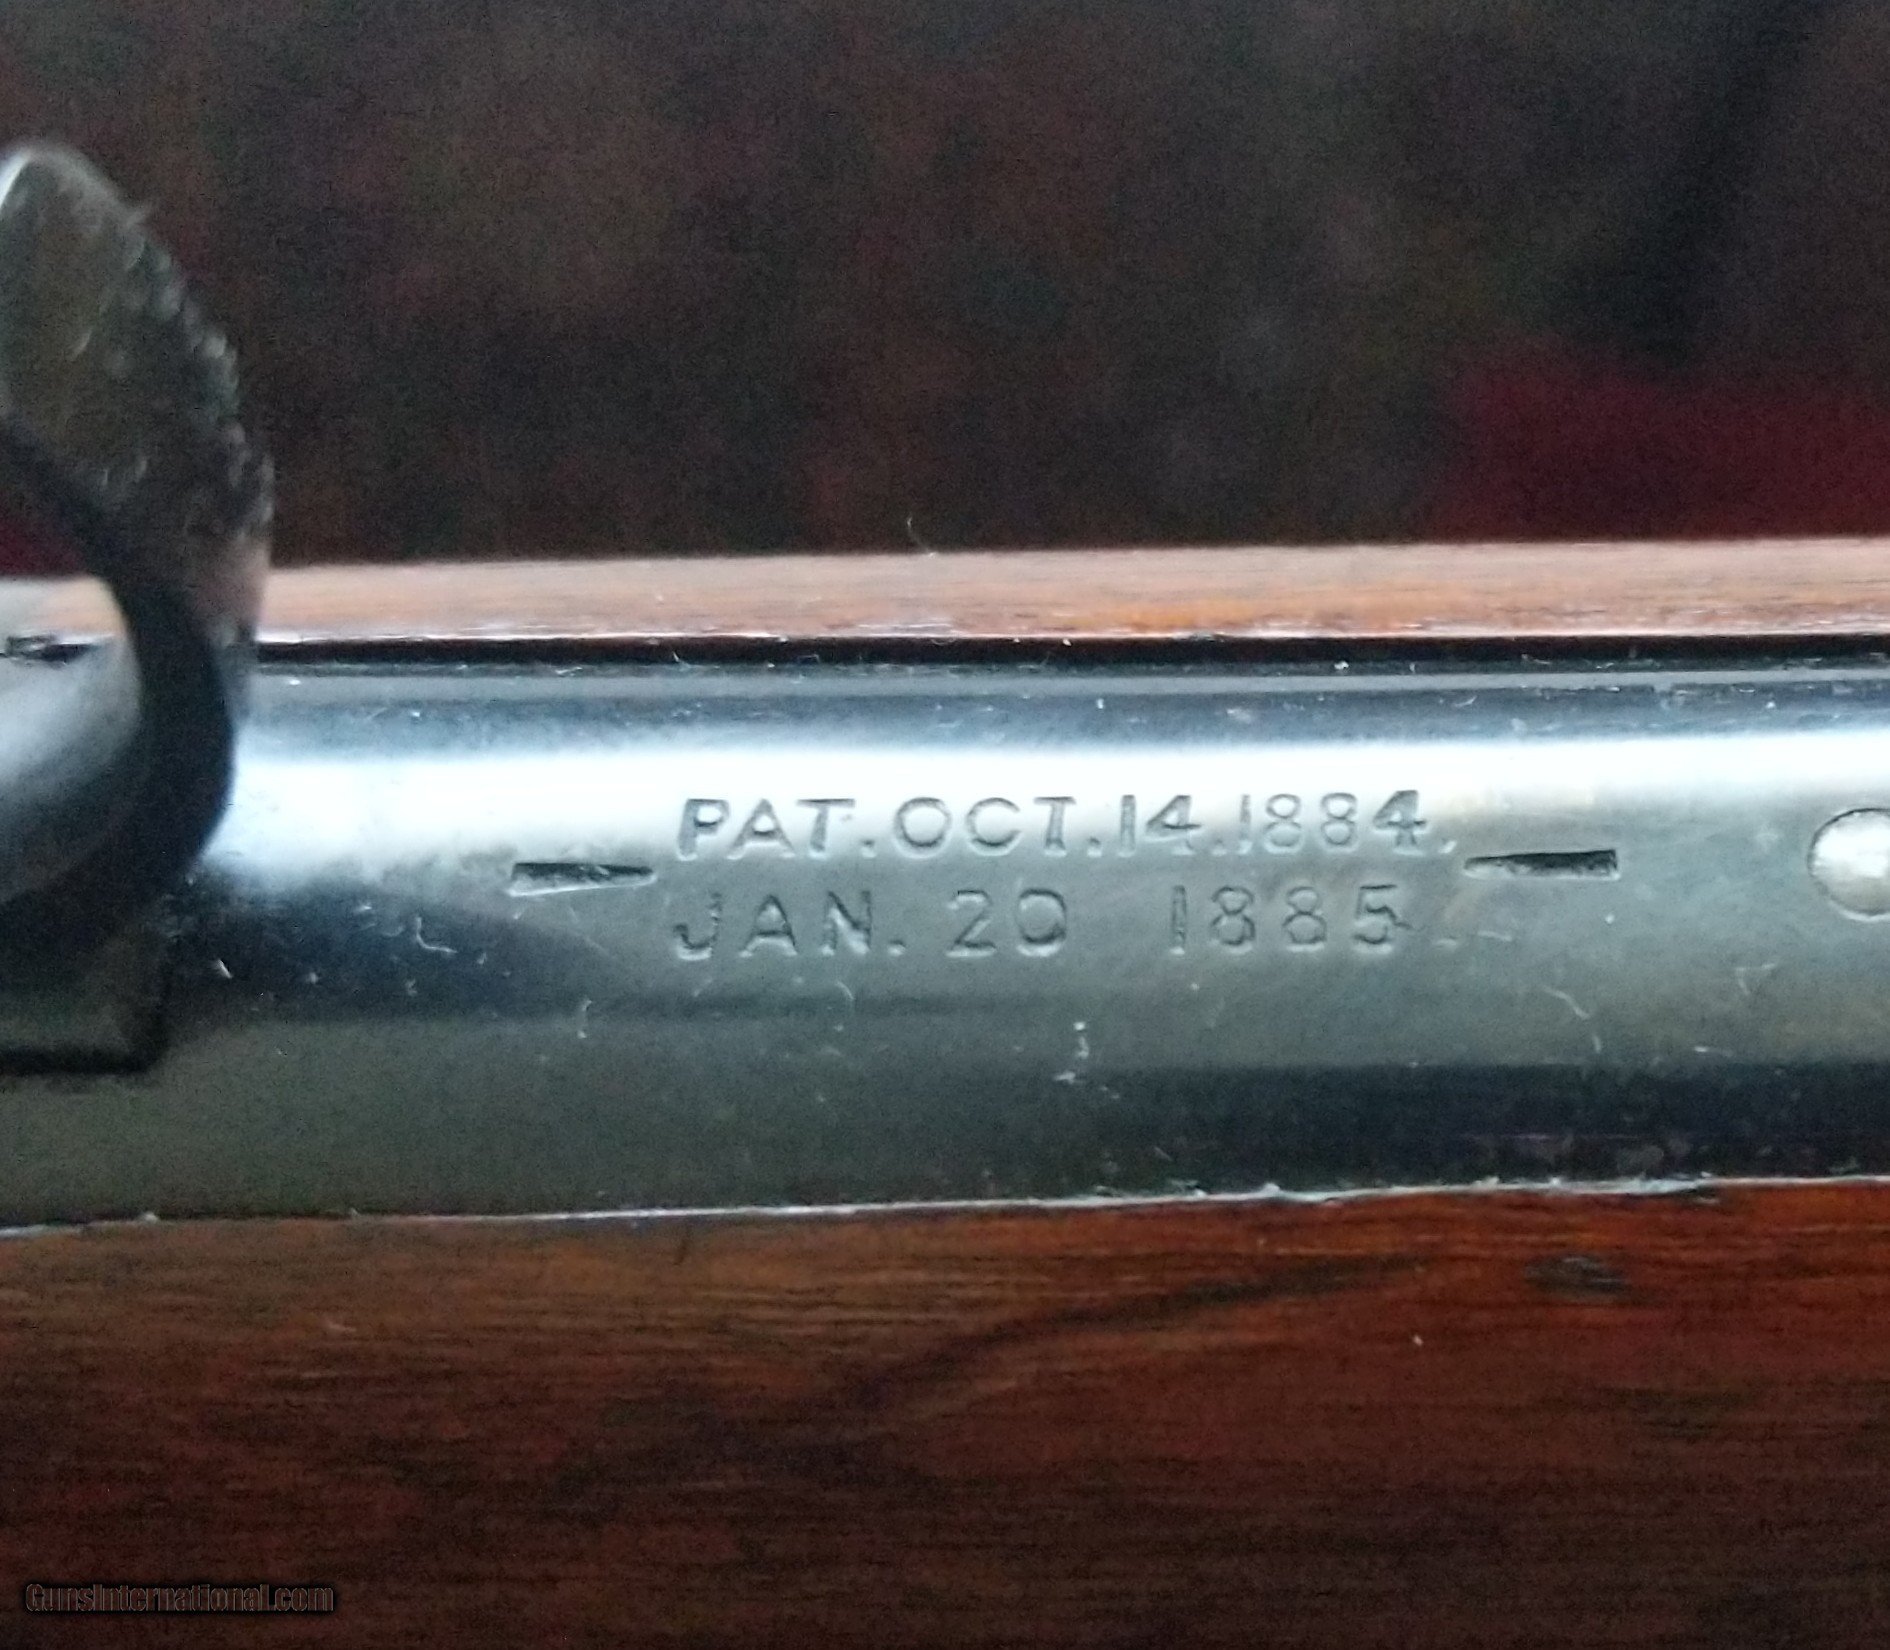 PAT.OCT.14.1884.
JAN. 20 1885.
GunsInternational.com